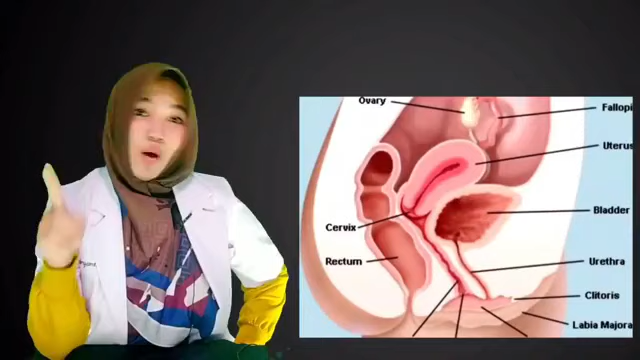 Ovary
Fallopi
Uterus
Bladder
Cervix
Rectum
Urethra
Clitoris
Labia Majora